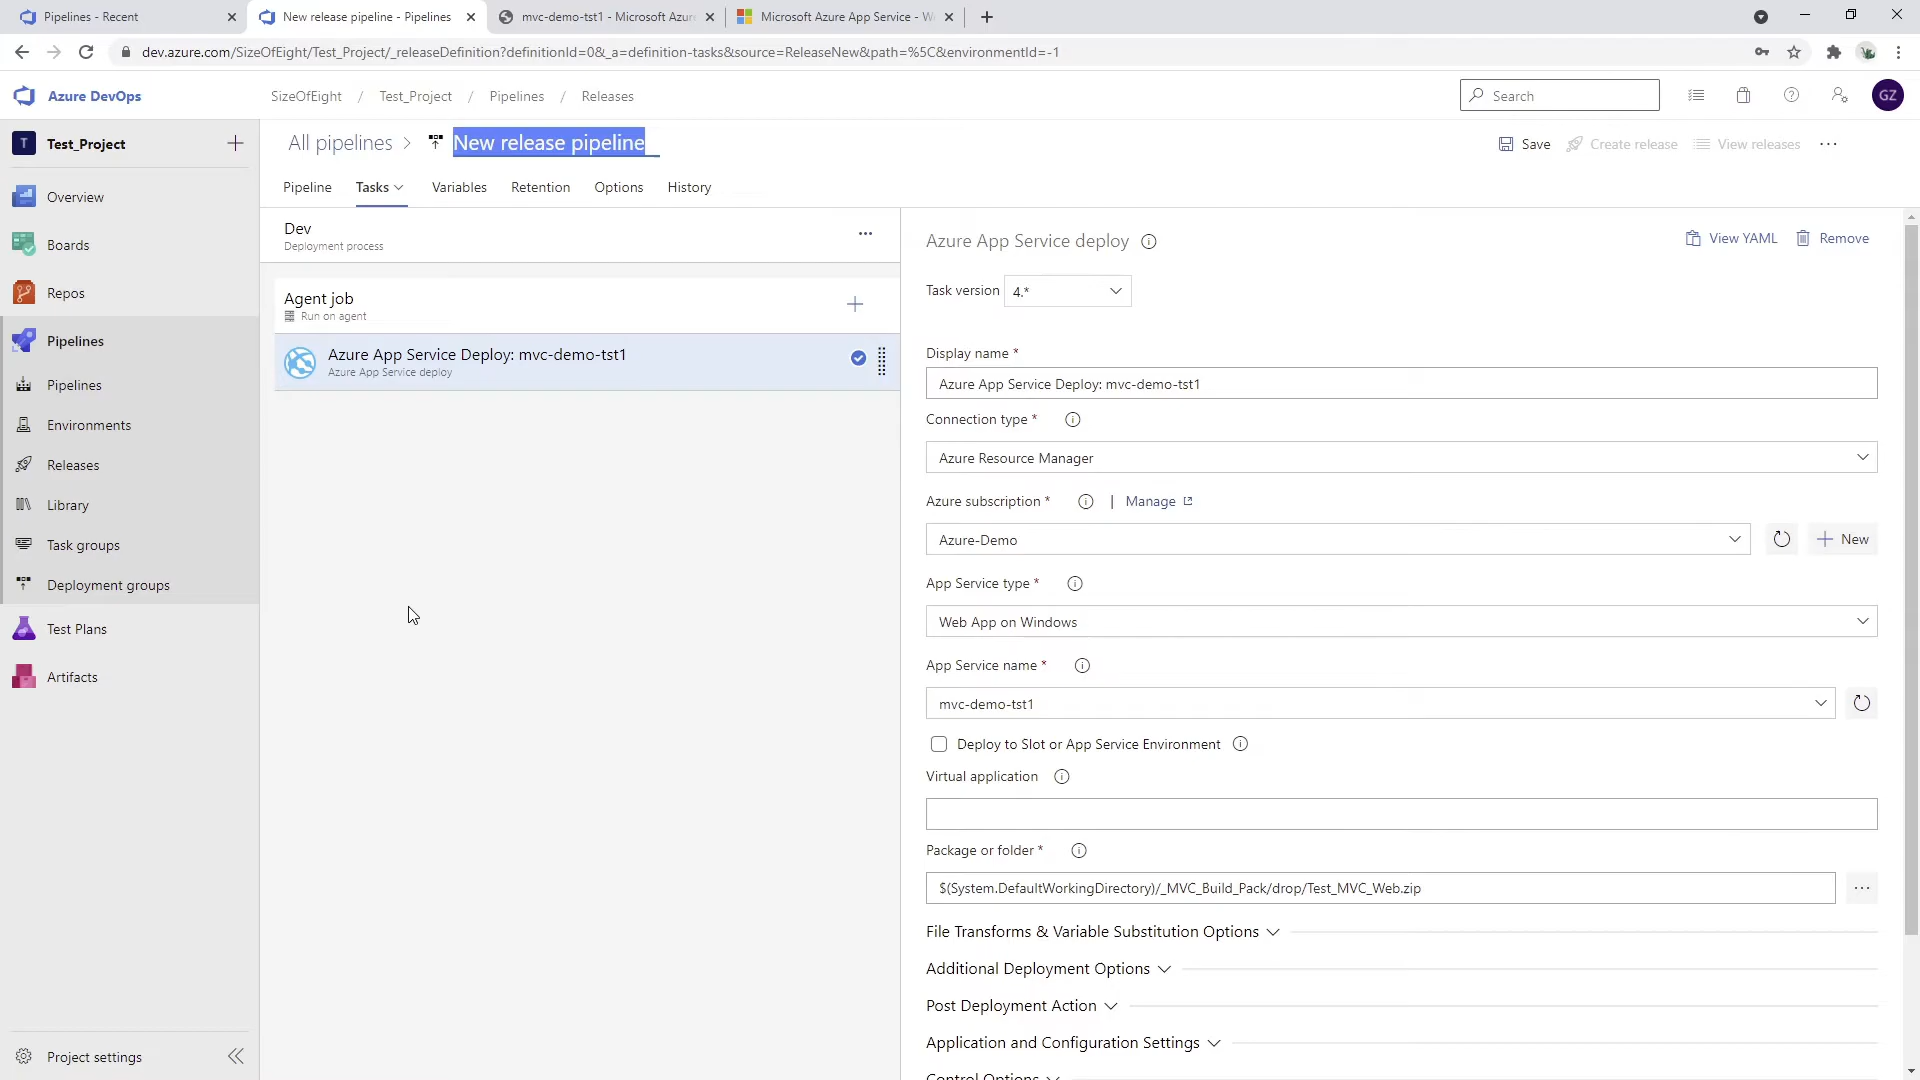 Pipelines - Recent
New release pipeline - Pipelines
mvc-demo-tst1 - Microsoft Azur
Microsoft Azure App Service - W
dev.azure.com/SizeOfEight/Test_Project/_releaseDefinition?definitionId=0&_a=definition-tasks&source=ReleaseNew&path=%5C&environmentId=-1
Azure DevOps
SizeOfEight / Test_Project / Pipelines / Releases
Search
GZ
T Test_Project
Overview
Boards
Repos
Pipelines
Pipelines
Environments
Releases
Library
Task groups
Deployment groups
Test Plans
Artifacts
Project settings
All pipelines > New release pipeline
Save
Create release
View releases
Pipeline Tasks Variables Retention Options History
Dev
Deployment process
Agent job
Run on agent
Azure App Service Deploy: mvc-demo-tst1
Azure App Service deploy
Azure App Service deploy
View YAML
Remove
Task version 4.*
Display name *
Azure App Service Deploy: mvc-demo-tst1
Connection type *
Azure Resource Manager
Azure subscription * | Manage
Azure-Demo
New
App Service type *
Web App on Windows
App Service name *
mvc-demo-tst1
Deploy to Slot or App Service Environment
Virtual application
Package or folder *
$(System.DefaultWorkingDirectory)/_MVC_Build_Pack/drop/Test_MVC_Web.zip
File Transforms & Variable Substitution Options
Additional Deployment Options
Post Deployment Action
Application and Configuration Settings
Control Options